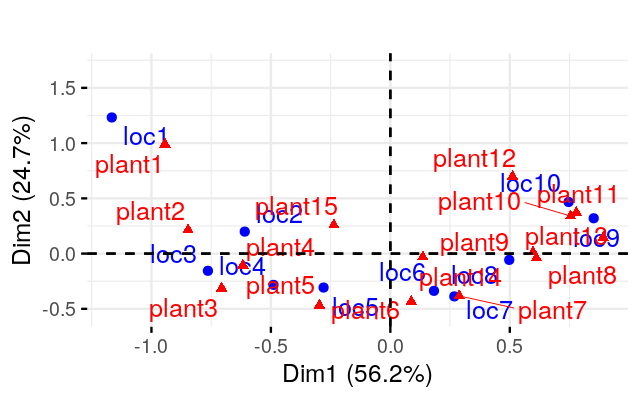 1.5
1.0
0.5
0.0
-0.5
Dim2 (24.7%)
loc1
plant1
plant12
loc10
plant11
plant10
plant2
plant15
loc2
loc3
plant4
plant9
plant13
loc9
loc4
loc6
loc8
plant14
plant8
plant5
plant3
loc5
plant6
loc7
plant7
-1.0
-0.5
0.0
0.5
Dim1 (56.2%)